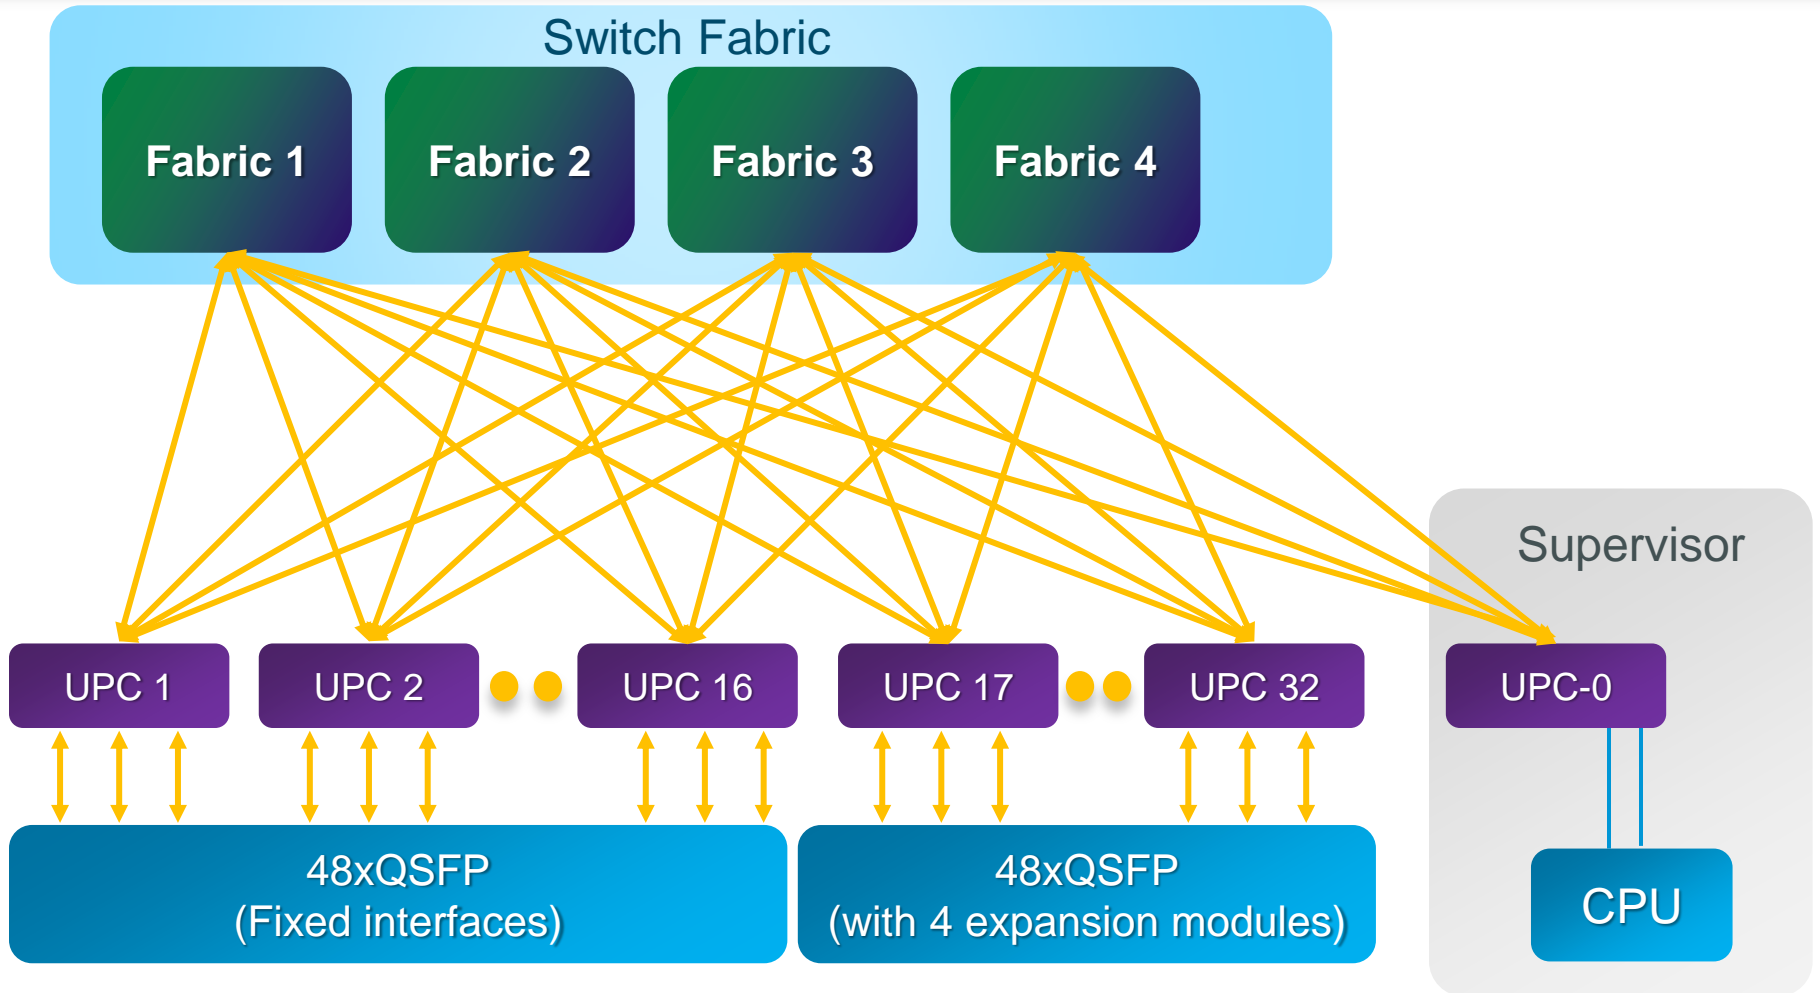 Switch Fabric
Fabric 1
Fabric 2
Fabric 3
Fabric 4
Supervisor
UPC 1
UPC 2
UPC 16
UPC 17
UPC 32
UPC-0
48xQSFP
(Fixed interfaces)
48xQSFP
(with 4 expansion modules)
CPU